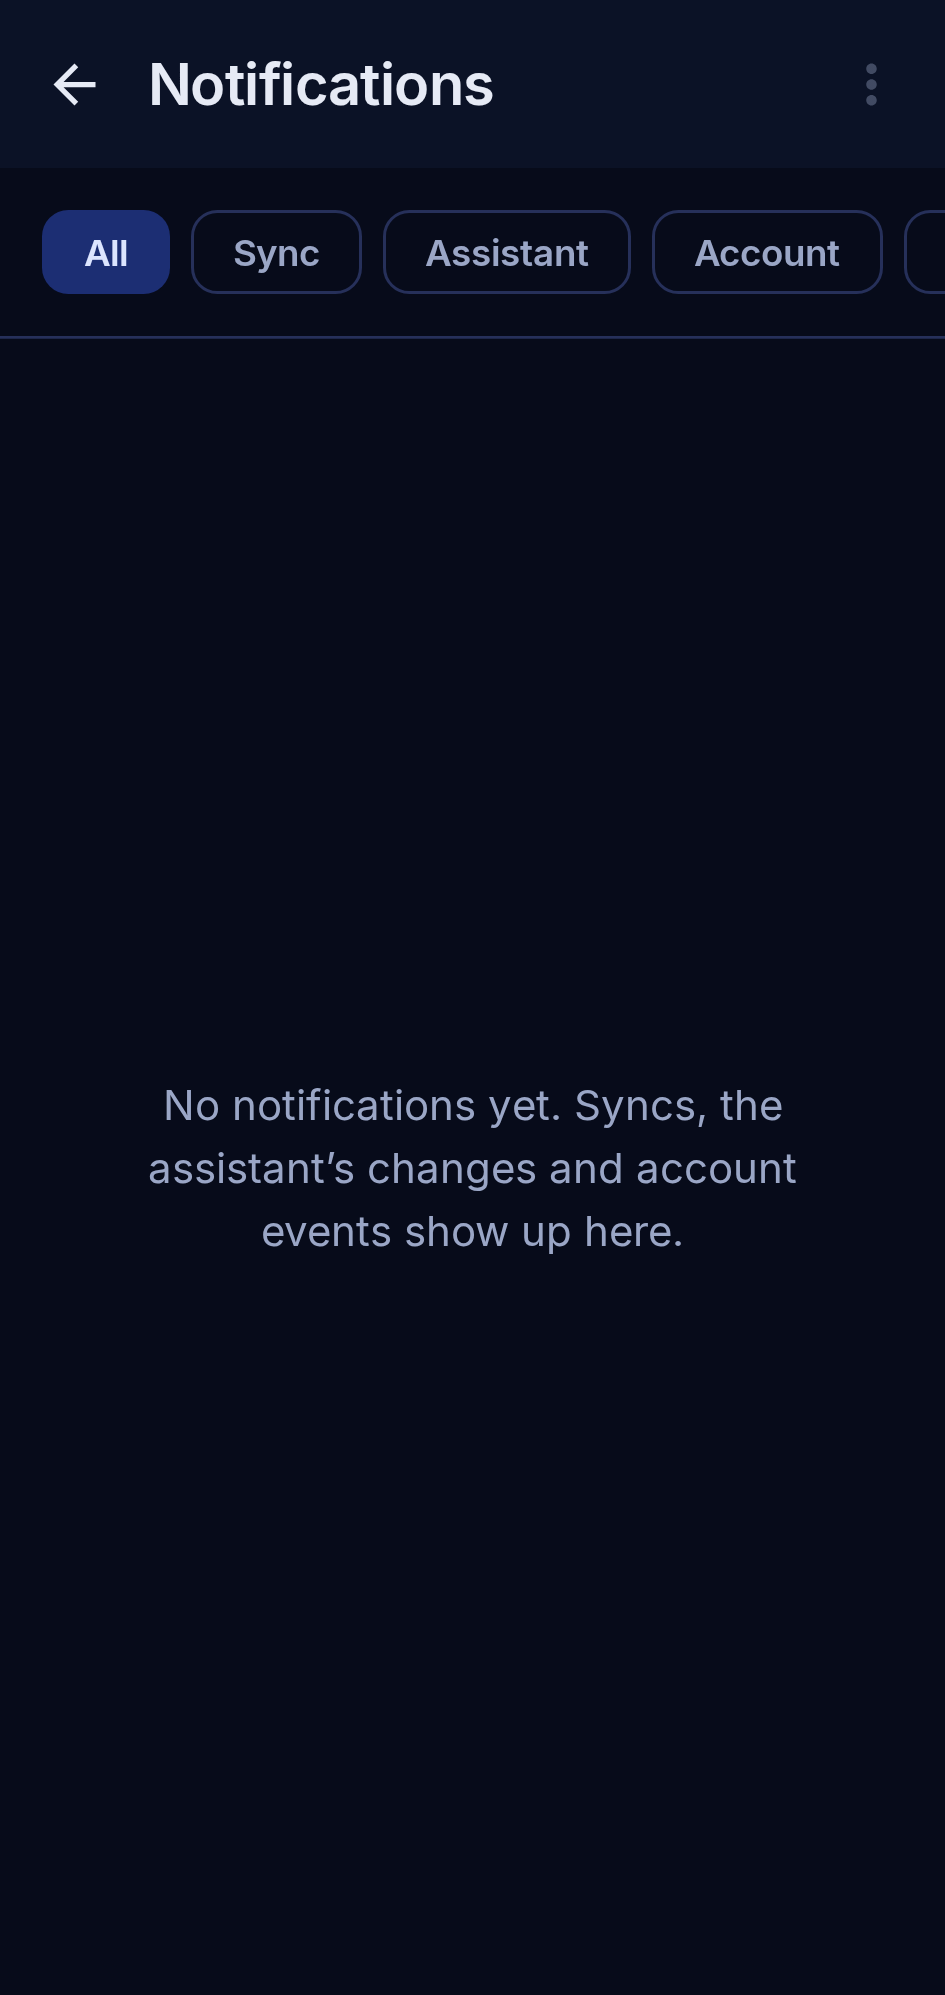 Notifications
All
Sync
Assistant
Account
No notifications yet. Syncs, the
assistant’s changes and account
events show up here.